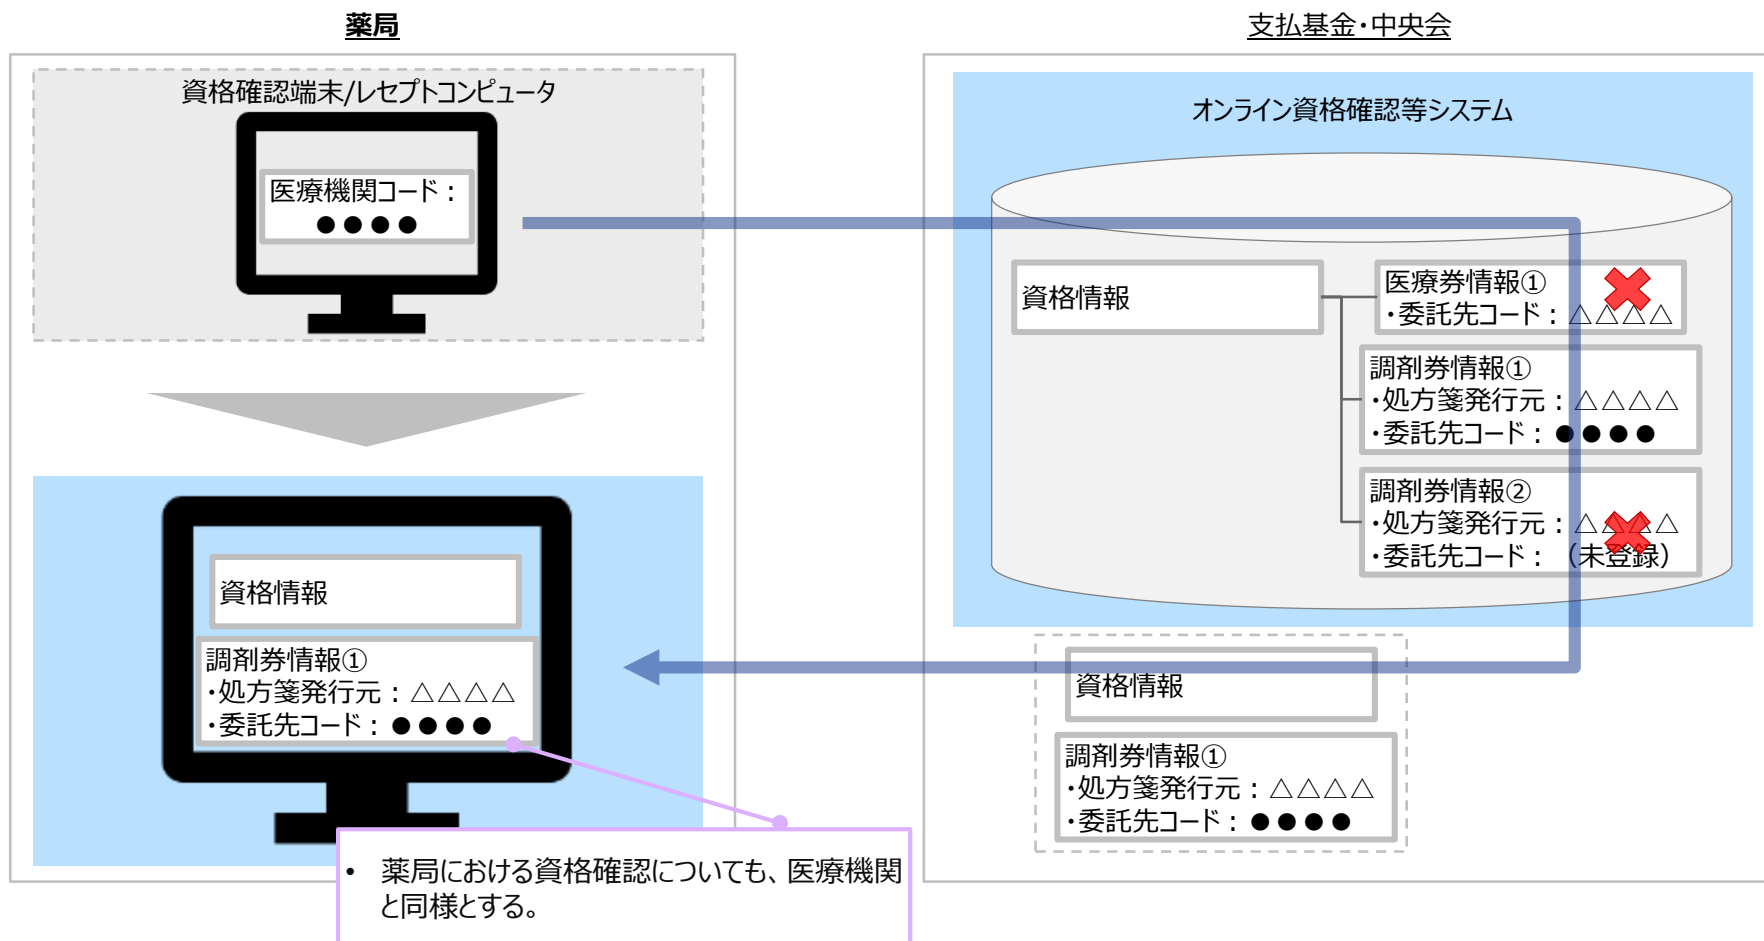 薬局
資格確認端末/レセプトコンピュータ
医療機関コード：
●●●●
資格情報
調剤券情報①
・処方箋発行元：△△△△
・委託先コード：●●●●
• 薬局における資格確認についても、医療機関
と同様とする。
支払基金・中央会
オンライン資格確認等システム
資格情報
医療券情報①
・委託先コード：△△△△
調剤券情報①
・処方箋発行元：△△△△
・委託先コード：●●●●
調剤券情報②
・処方箋発行元：△△△△
・委託先コード：（未登録）
資格情報
調剤券情報①
・処方箋発行元：△△△△
・委託先コード：●●●●